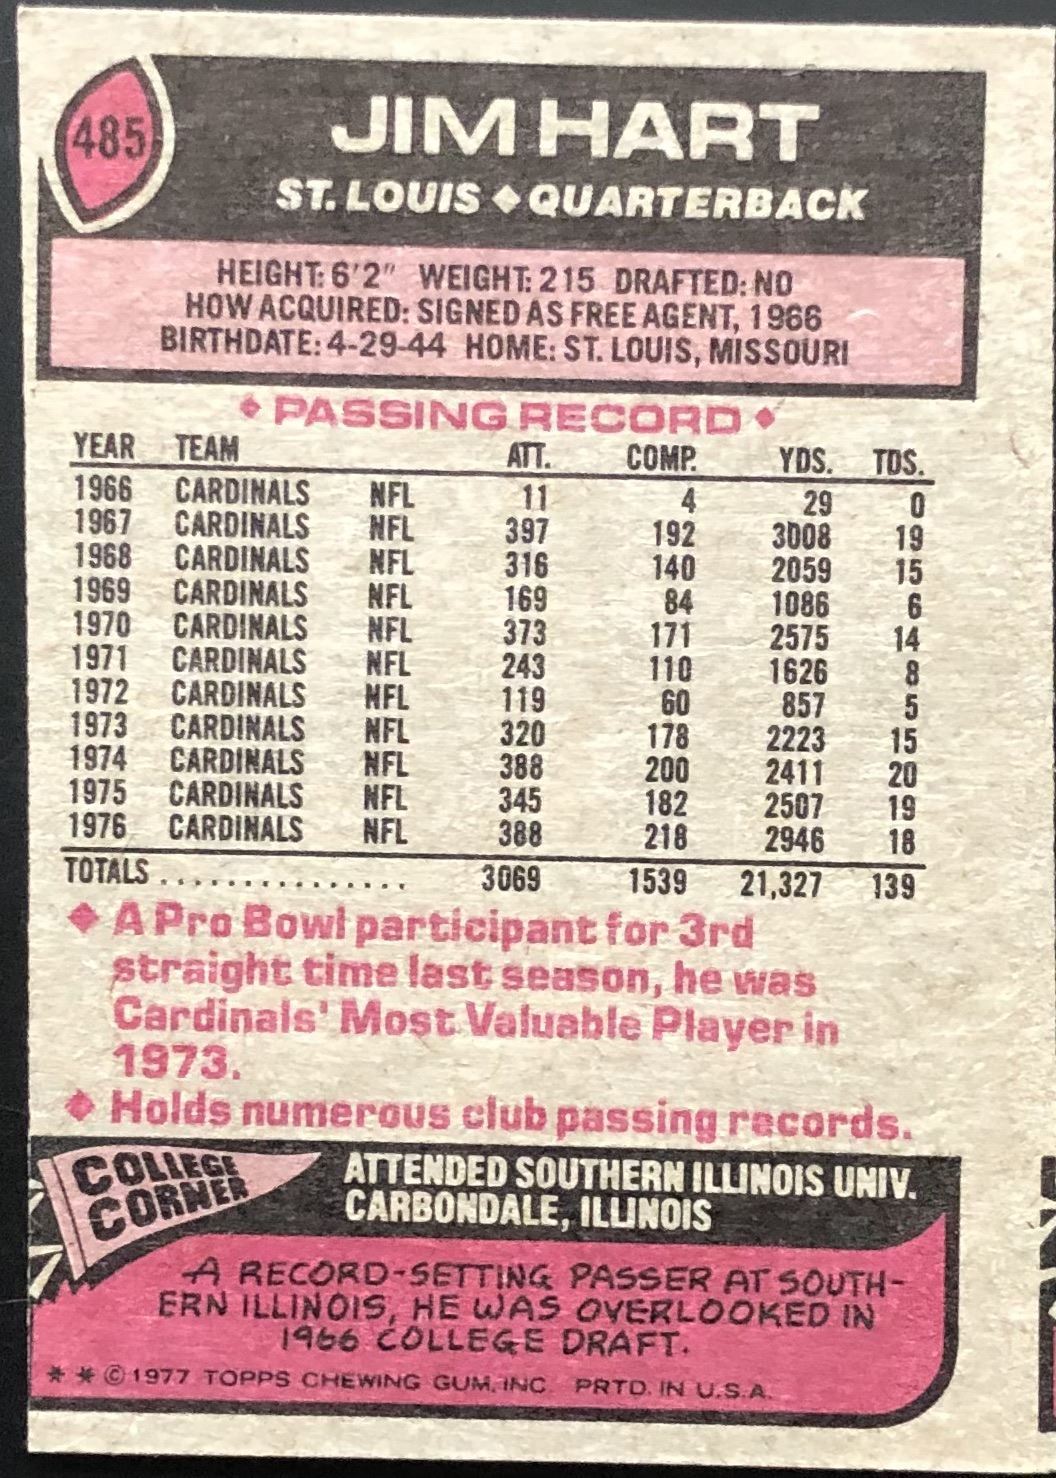 485
JIM HART
ST. LOUIS ◆ QUARTERBACK
HEIGHT: 6'2" WEIGHT: 215 DRAFTED: NO
HOW ACQUIRED: SIGNED AS FREE AGENT, 1966
BIRTHDATE: 4-29-44 HOME: ST. LOUIS, MISSOURI
◆ PASSING RECORD ◆
YEAR TEAM ATT. COMP. YDS. TDS.
1966 CARDINALS NFL 11 4 29 0
1967 CARDINALS NFL 397 192 3008 19
1968 CARDINALS NFL 316 140 2059 15
1969 CARDINALS NFL 169 84 1086 6
1970 CARDINALS NFL 373 171 2575 14
1971 CARDINALS NFL 243 110 1626 8
1972 CARDINALS NFL 119 60 857 5
1973 CARDINALS NFL 320 178 2223 15
1974 CARDINALS NFL 388 200 2411 20
1975 CARDINALS NFL 345 182 2507 19
1976 CARDINALS NFL 388 218 2946 18
TOTALS................ 3069 1539 21,327 139
◆ A Pro Bowl participant for 3rd
straight time last season, he was
Cardinals' Most Valuable Player in
1973.
◆ Holds numerous club passing records.
COLLEGE
CORNER
ATTENDED SOUTHERN ILLINOIS UNIV.
CARBONDALE, ILLINOIS
A RECORD-SETTING PASSER AT SOUTH-
ERN ILLINOIS, HE WAS OVERLOOKED IN
1966 COLLEGE DRAFT.
* * © 1977 TOPPS CHEWING GUM, INC. PRTD. IN U.S.A.